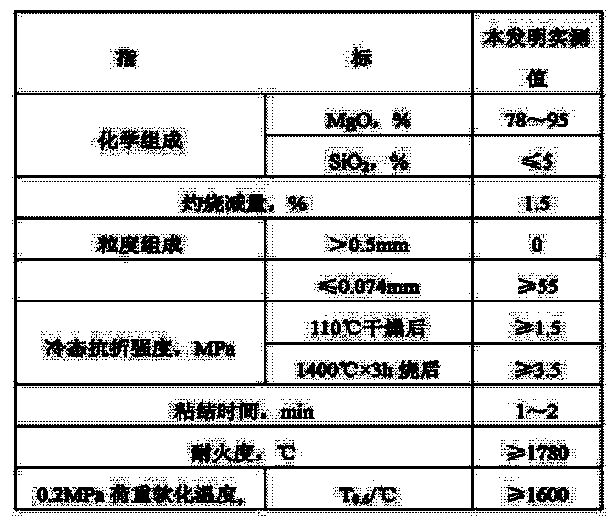 指 标
本发明实测
值
化学组成
MgO，%
78～95
SiO₂，%
≤5
灼烧减量，%
1.5
粒度组成
＞0.5mm
0
≤0.074mm
≥55
冷态抗折强度，MPa
110℃干燥后
≥1.5
1400℃×3h 烧后
≥3.5
粘结时间，min
1～2
耐火度，℃
≥1780
0.2MPa 荷重软化温度，
T₀.₆/℃
≥1600